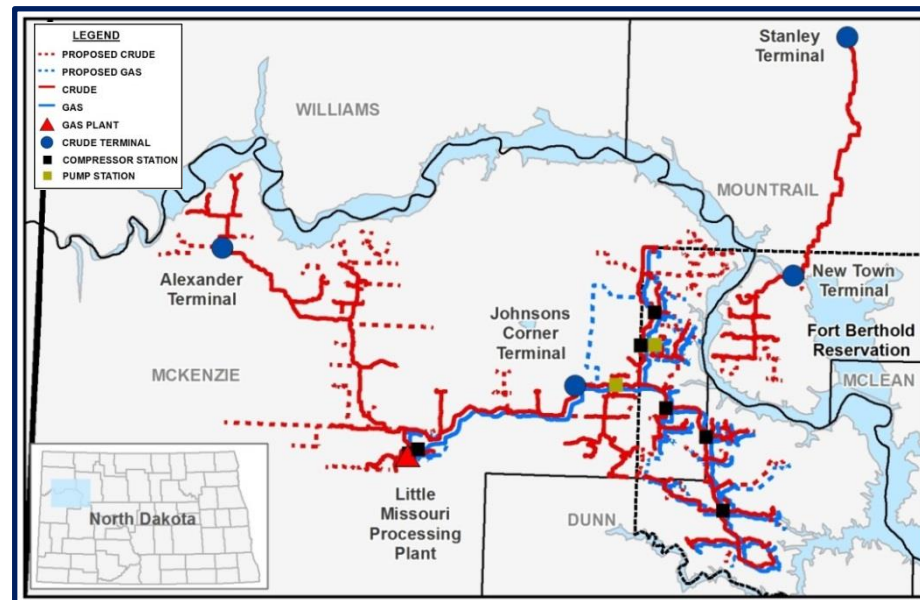 LEGEND
PROPOSED CRUDE
PROPOSED GAS
CRUDE
GAS
GAS PLANT
CRUDE TERMINAL
COMPRESSOR STATION
PUMP STATION
Stanley
Terminal
WILLIAMS
MOUNTRAIL
Alexander
Terminal
New Town
Terminal
Johnsons
Corner
Terminal
Fort Berthold
Reservation
MCKENZIE
MCLEAN
Little
Missouri
Processing
Plant
DUNN
North Dakota